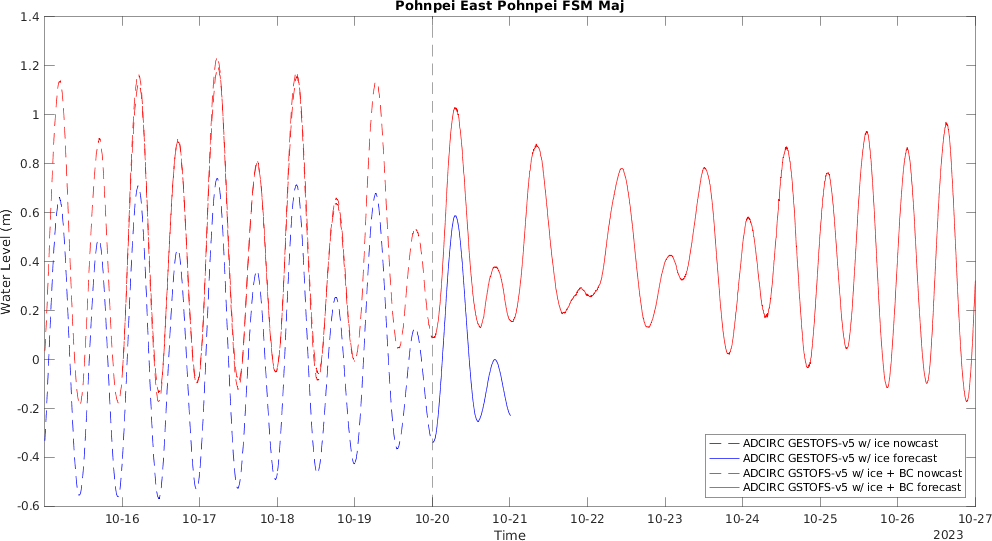 Pohnpei East Pohnpei FSM Maj
1.4
1.2
1
0.8
0.6
0.4
0.2
0
-0.2
-0.4
-0.6
Water Level (m)
ADCIRC GESTOFS-v5 w/ ice nowcast
ADCIRC GESTOFS-v5 w/ ice forecast
ADCIRC GSTOFS-v5 w/ ice + BC nowcast
ADCIRC GSTOFS-v5 w/ ice + BC forecast
10-16 10-17 10-18 10-19 10-20 10-21 10-22 10-23 10-24 10-25 10-26 10-27
Time 2023